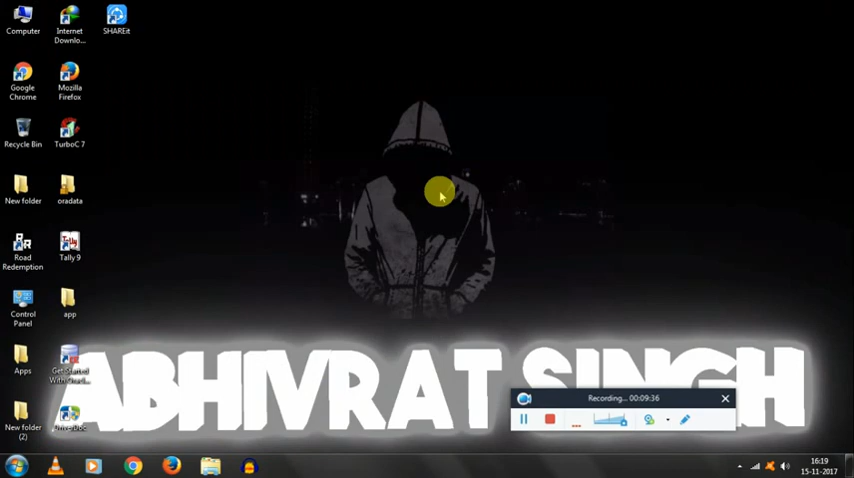 Computer
Internet
Downlo...
SHAREit
Google
Chrome
Mozilla
Firefox
Recycle Bin
TurboC 7
New folder
oradata
Road
Redemption
Tally 9
Control
Panel
app
Apps
Get Started
With Oracl...
New folder
(2)
DriverDoc
ABHIVRAT SINGH
Recording... 00:09:36
16:19
15-11-2017